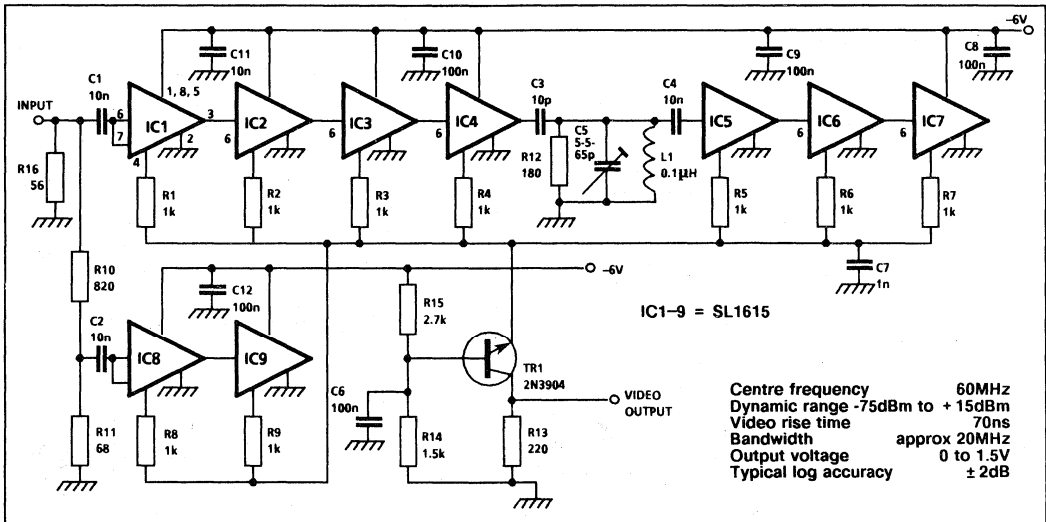 –6V
C11
10n
C10
100n
C9
100n
C8
100n
C1
10n
INPUT
6
7
1, 8, 5
IC1
3
2
4
6
IC2
6
IC3
6
IC4
C3
10p
C5
5-5-
65p
R12
180
L1
0.1µH
C4
10n
IC5
6
IC6
6
IC7
R16
56
R1
1k
R2
1k
R3
1k
R4
1k
R5
1k
R6
1k
R7
1k
C7
1n
R10
820
C12
100n
–6V
C2
10n
IC8
IC9
R15
2.7k
IC1–9 = SL1615
TR1
2N3904
C6
100n
VIDEO
OUTPUT
R11
68
R8
1k
R9
1k
R14
1.5k
R13
220
Centre frequency 60MHz
Dynamic range -75dBm to + 15dBm
Video rise time 70ns
Bandwidth approx 20MHz
Output voltage 0 to 1.5V
Typical log accuracy ± 2dB